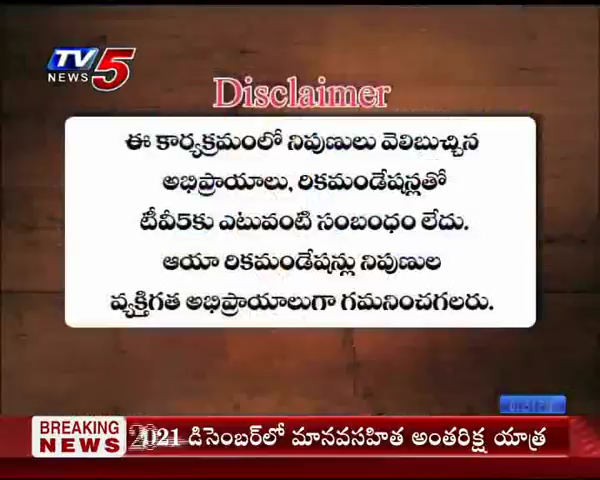 TV5
NEWS
Disclaimer
ఈ కార్యక్రమంలో నిపుణులు వెలిబుచ్చిన
అభిప్రాయాలు, రికమండేషన్లతో
టీవీ5కు ఎటువంటి సంబంధం లేదు.
ఆయా రికమండేషన్లు నిపుణుల
వ్యక్తిగత అభిప్రాయాలుగా గమనించగలరు.
BREAKING
NEWS
2021 డిసెంబర్‌లో మానవసహిత అంతరిక్ష యాత్ర